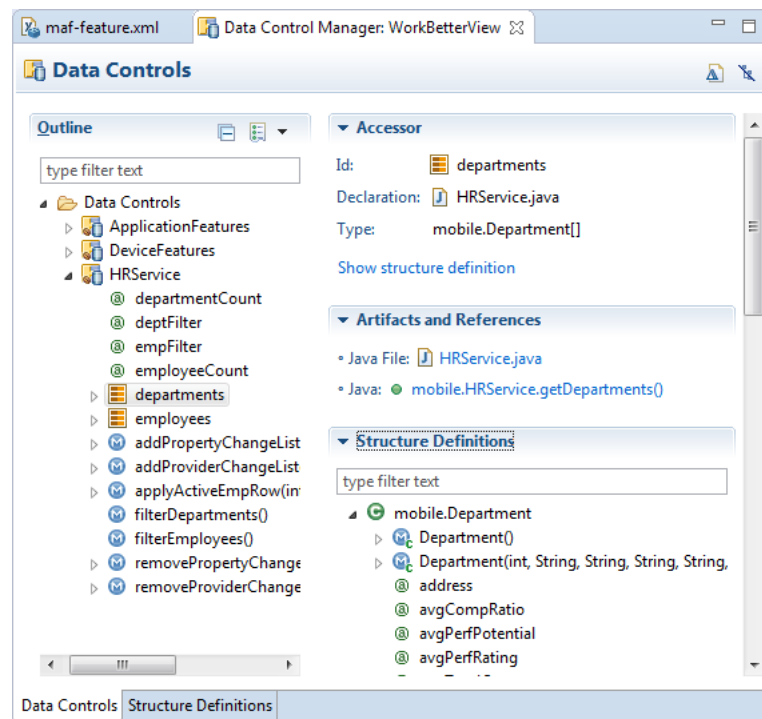 maf-feature.xml
Data Control Manager: WorkBetterView
Data Controls
Outline
type filter text
Data Controls
ApplicationFeatures
DeviceFeatures
HRService
departmentCount
deptFilter
empFilter
employeeCount
departments
employees
addPropertyChangeList
addProviderChangeList
applyActiveEmpRow(in
filterDepartments()
filterEmployees()
removePropertyChange
removeProviderChange
Accessor
Id: departments
Declaration: HRService.java
Type: mobile.Department[]
Show structure definition
Artifacts and References
Java File: HRService.java
Java: mobile.HRService.getDepartments()
Structure Definitions
type filter text
mobile.Department
Department()
Department(int, String, String, String, String,
address
avgCompRatio
avgPerfPotential
avgPerfRating
Data Controls
Structure Definitions